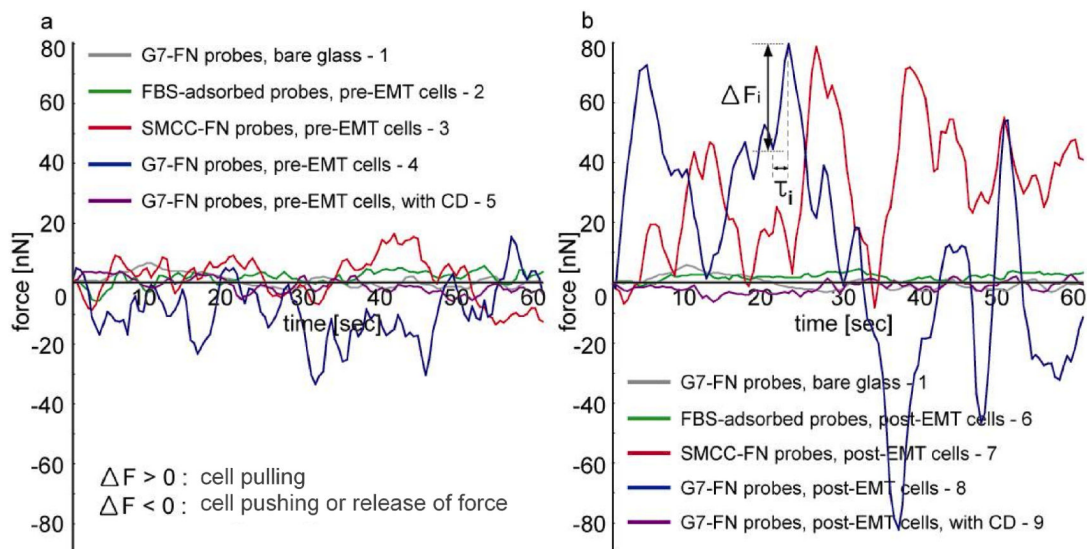 a
80
60
40
20
0
-20
-40
-60
-80
force [nN]
10
20
30
40
50
60
time [sec]
G7-FN probes, bare glass - 1
FBS-adsorbed probes, pre-EMT cells - 2
SMCC-FN probes, pre-EMT cells - 3
G7-FN probes, pre-EMT cells - 4
G7-FN probes, pre-EMT cells, with CD - 5
△F > 0 : cell pulling
△F < 0 : cell pushing or release of force
b
80
60
40
20
0
-20
-40
-60
-80
force [nN]
10
20
30
40
50
60
time [sec]
△Fi
τi
G7-FN probes, bare glass - 1
FBS-adsorbed probes, post-EMT cells - 6
SMCC-FN probes, post-EMT cells - 7
G7-FN probes, post-EMT cells - 8
G7-FN probes, post-EMT cells, with CD - 9